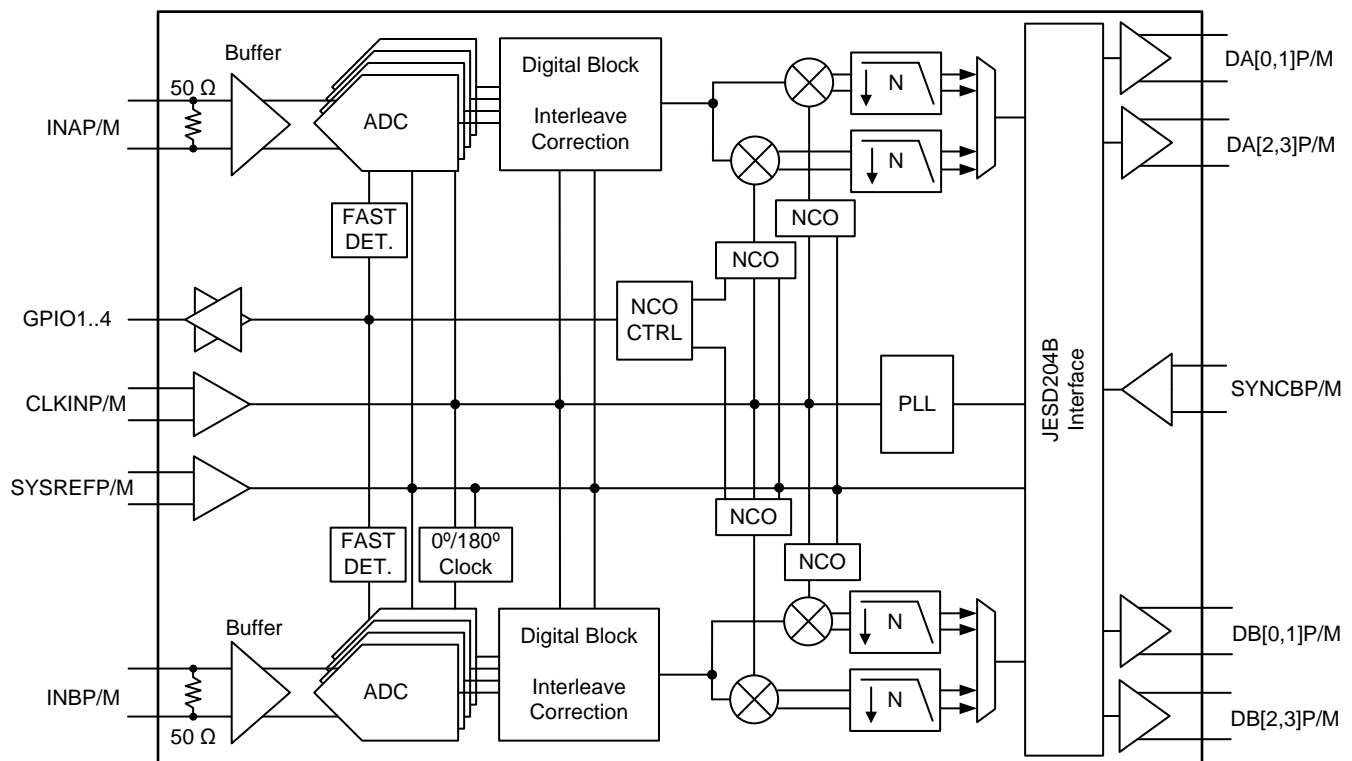 Buffer
50 Ω
INAP/M
ADC
Digital Block
Interleave
Correction
N
N
DA[0,1]P/M
DA[2,3]P/M
FAST
DET.
NCO
NCO
GPIO1..4
NCO
CTRL
CLKINP/M
PLL
JESD204B
Interface
SYNCBP/M
SYSREFP/M
NCO
FAST
DET.
0º/180º
Clock
NCO
Buffer
50 Ω
INBP/M
ADC
Digital Block
Interleave
Correction
N
N
DB[0,1]P/M
DB[2,3]P/M